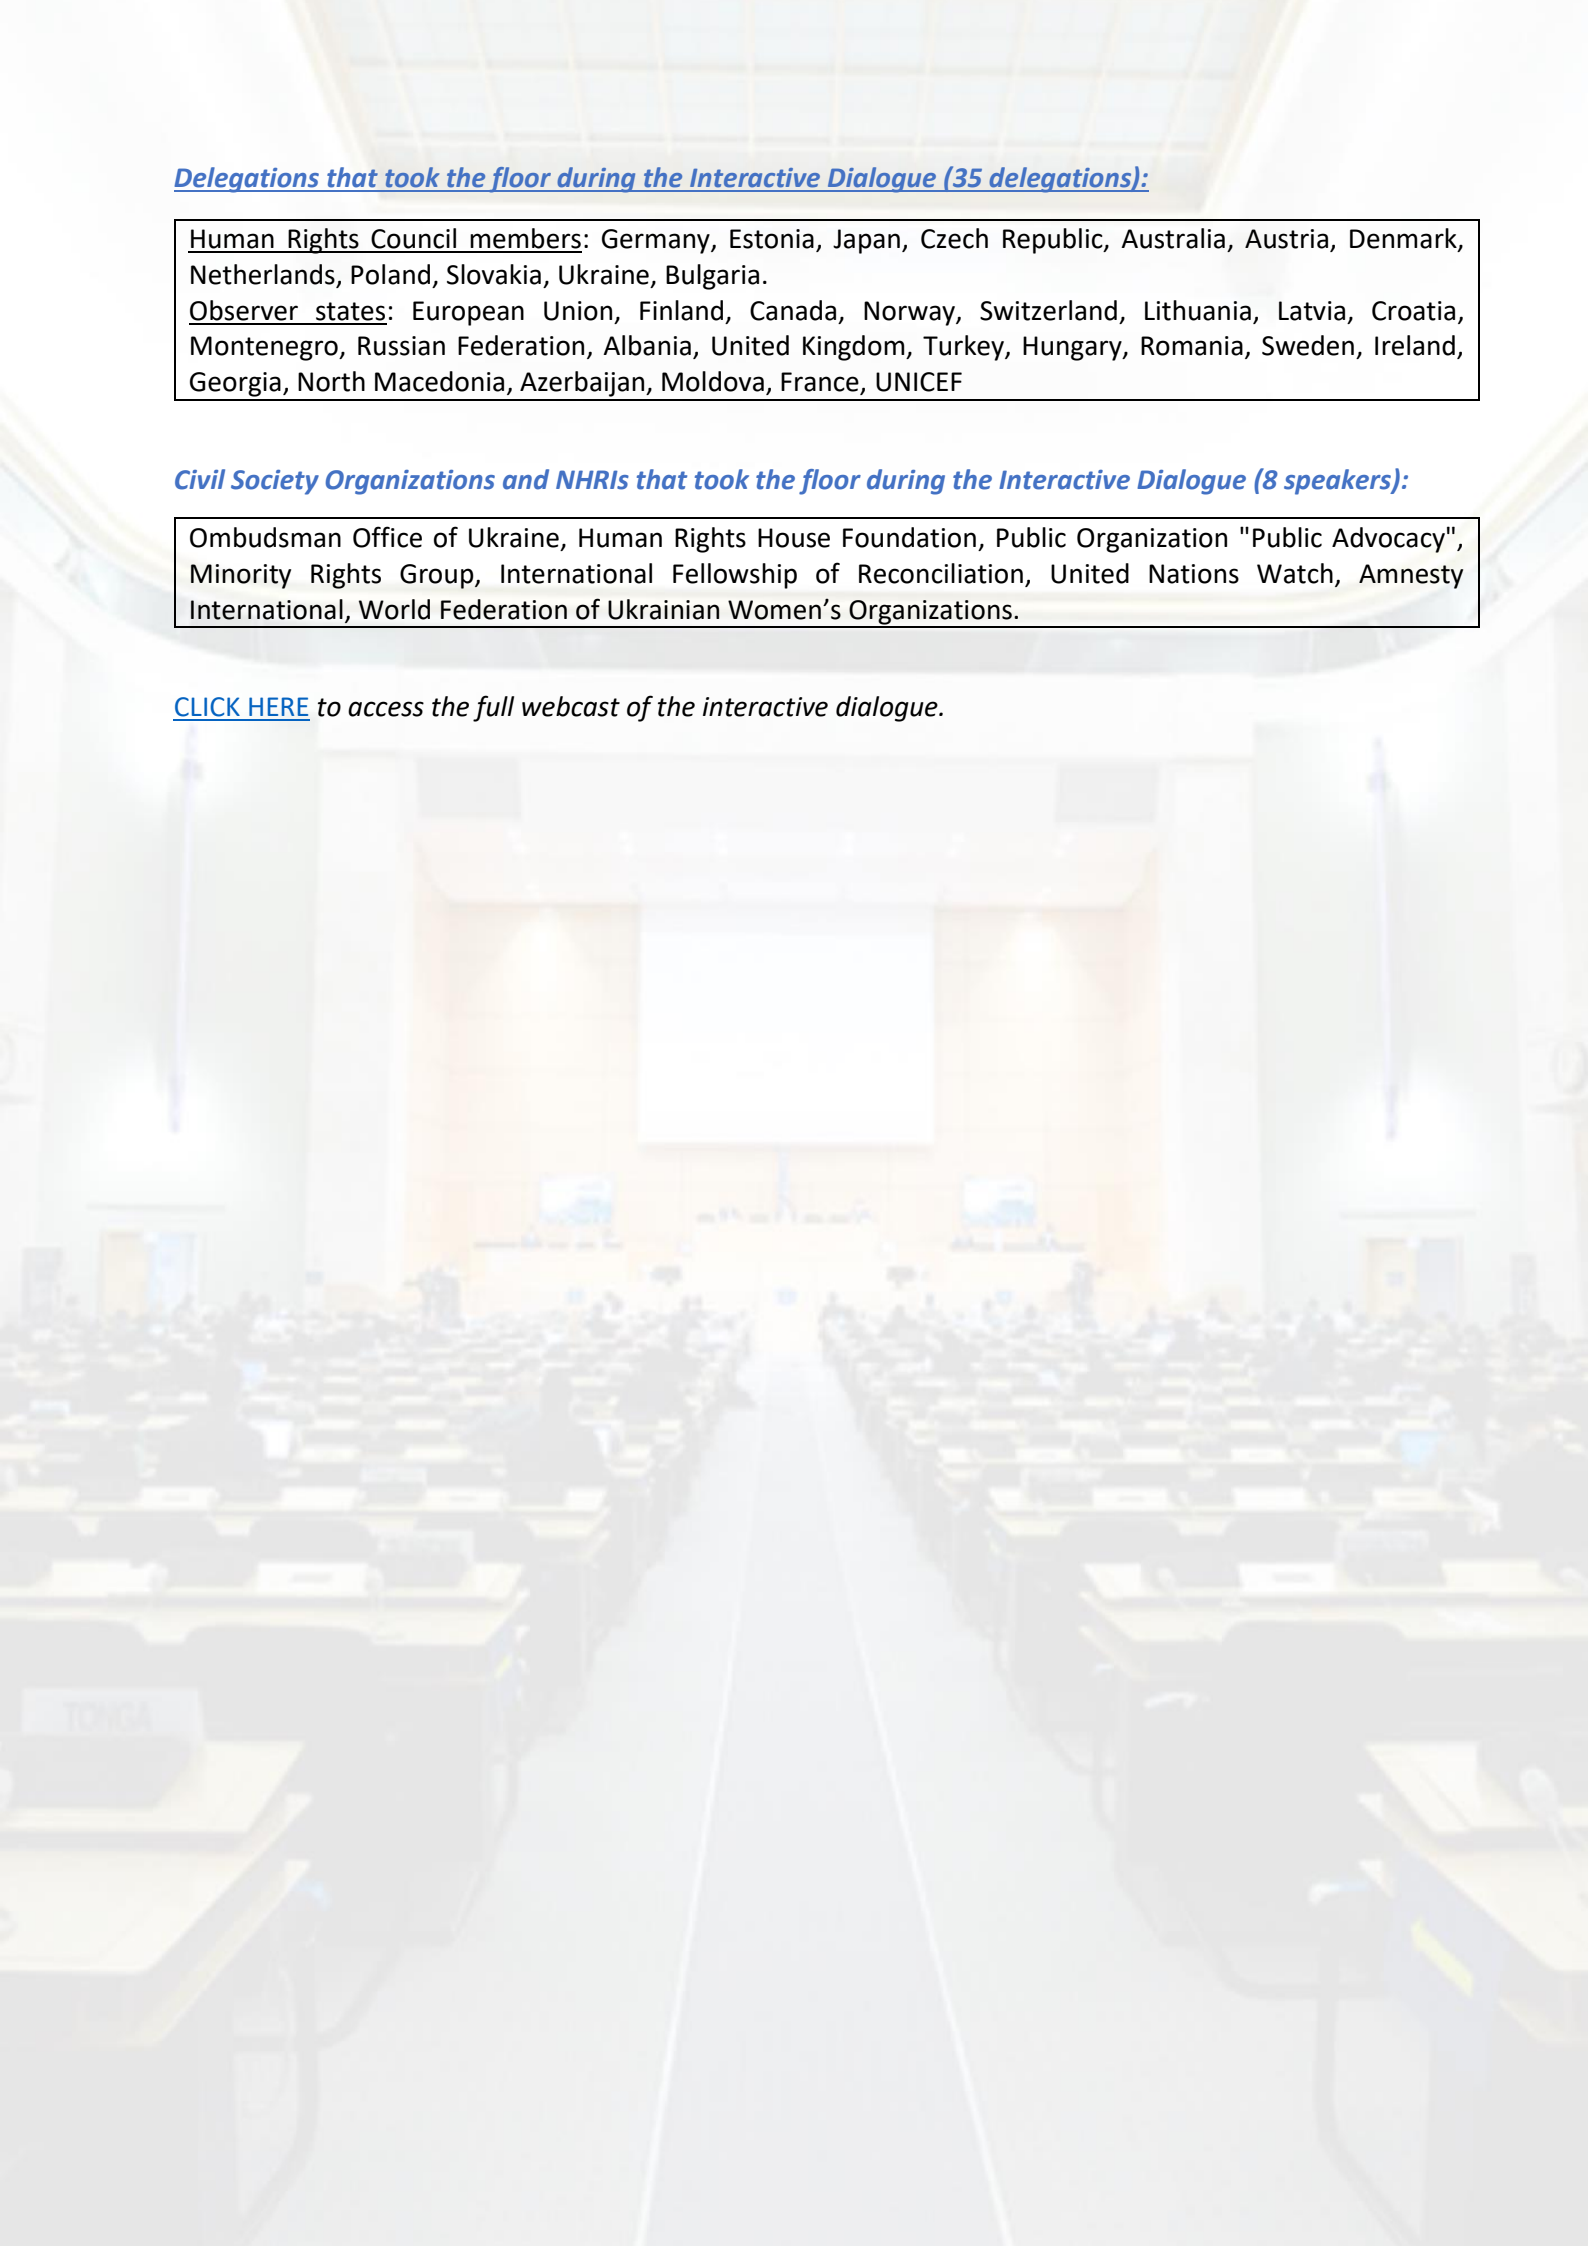 Delegations that took the floor during the Interactive Dialogue (35 delegations):
Human Rights Council members: Germany, Estonia, Japan, Czech Republic, Australia, Austria, Denmark,
Netherlands, Poland, Slovakia, Ukraine, Bulgaria.
Observer states: European Union, Finland, Canada, Norway, Switzerland, Lithuania, Latvia, Croatia,
Montenegro, Russian Federation, Albania, United Kingdom, Turkey, Hungary, Romania, Sweden, Ireland,
Georgia, North Macedonia, Azerbaijan, Moldova, France, UNICEF
Civil Society Organizations and NHRIs that took the floor during the Interactive Dialogue (8 speakers):
Ombudsman Office of Ukraine, Human Rights House Foundation, Public Organization "Public Advocacy",
Minority Rights Group, International Fellowship of Reconciliation, United Nations Watch, Amnesty
International, World Federation of Ukrainian Women’s Organizations.
CLICK HERE to access the full webcast of the interactive dialogue.
TONGA